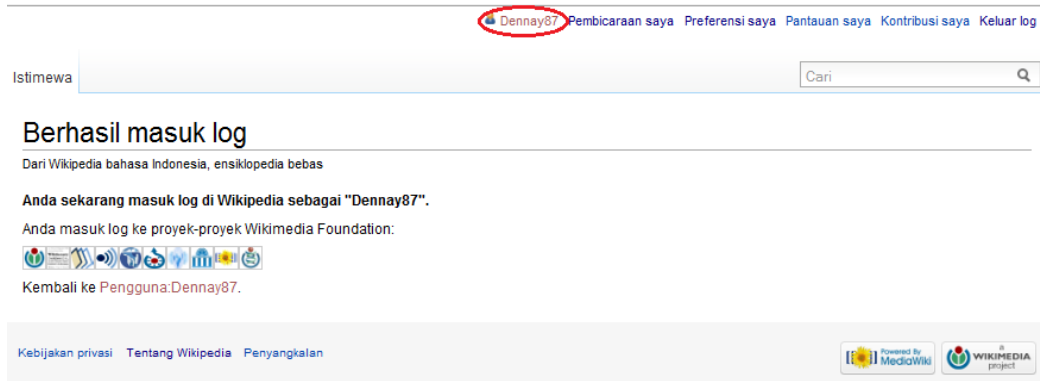 Dennay87 Pembicaraan saya Preferensi saya Pantauan saya Kontribusi saya Keluar log
Istimewa Cari
Berhasil masuk log
Dari Wikipedia bahasa Indonesia, ensiklopedia bebas
Anda sekarang masuk log di Wikipedia sebagai "Dennay87".
Anda masuk log ke proyek-proyek Wikimedia Foundation:
Kembali ke Pengguna:Dennay87.
Kebijakan privasi Tentang Wikipedia Penyangkalan
Powered By
MediaWiki
a
WIKIMEDIA
project